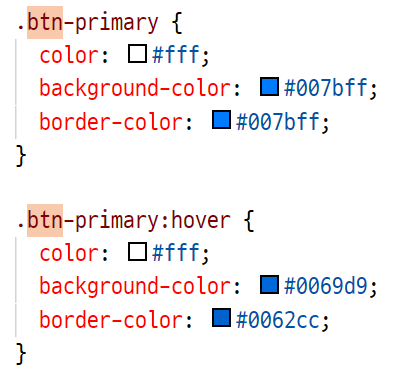 .btn-primary {
color: #fff;
background-color: #007bff;
border-color: #007bff;
}
.btn-primary:hover {
color: #fff;
background-color: #0069d9;
border-color: #0062cc;
}